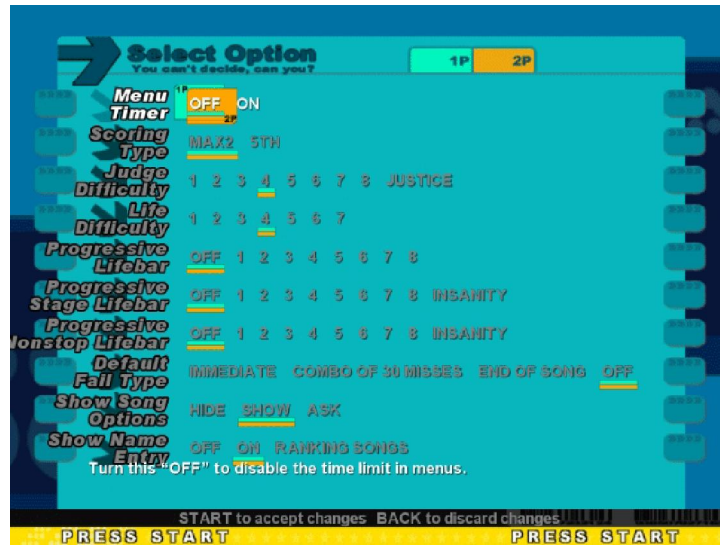 Select Option
You can't decide, can you?
1P 2P
1P
Menu Timer OFF ON
2P
Scoring Type MAX2 5TH
Judge Difficulty 1 2 3 4 5 6 7 8 JUSTICE
Life Difficulty 1 2 3 4 5 6 7
Progressive Lifebar OFF 1 2 3 4 5 6 7 8
Progressive Stage Lifebar OFF 1 2 3 4 5 6 7 8 INSANITY
Progressive Nonstop Lifebar OFF 1 2 3 4 5 6 7 8 INSANITY
Default Fail Type IMMEDIATE COMBO OF 30 MISSES END OF SONG OFF
Show Song Options HIDE SHOW ASK
Show Name Entry OFF ON RANKING SONGS
Turn this "OFF" to disable the time limit in menus.
START to accept changes BACK to discard changes
PRESS START PRESS START